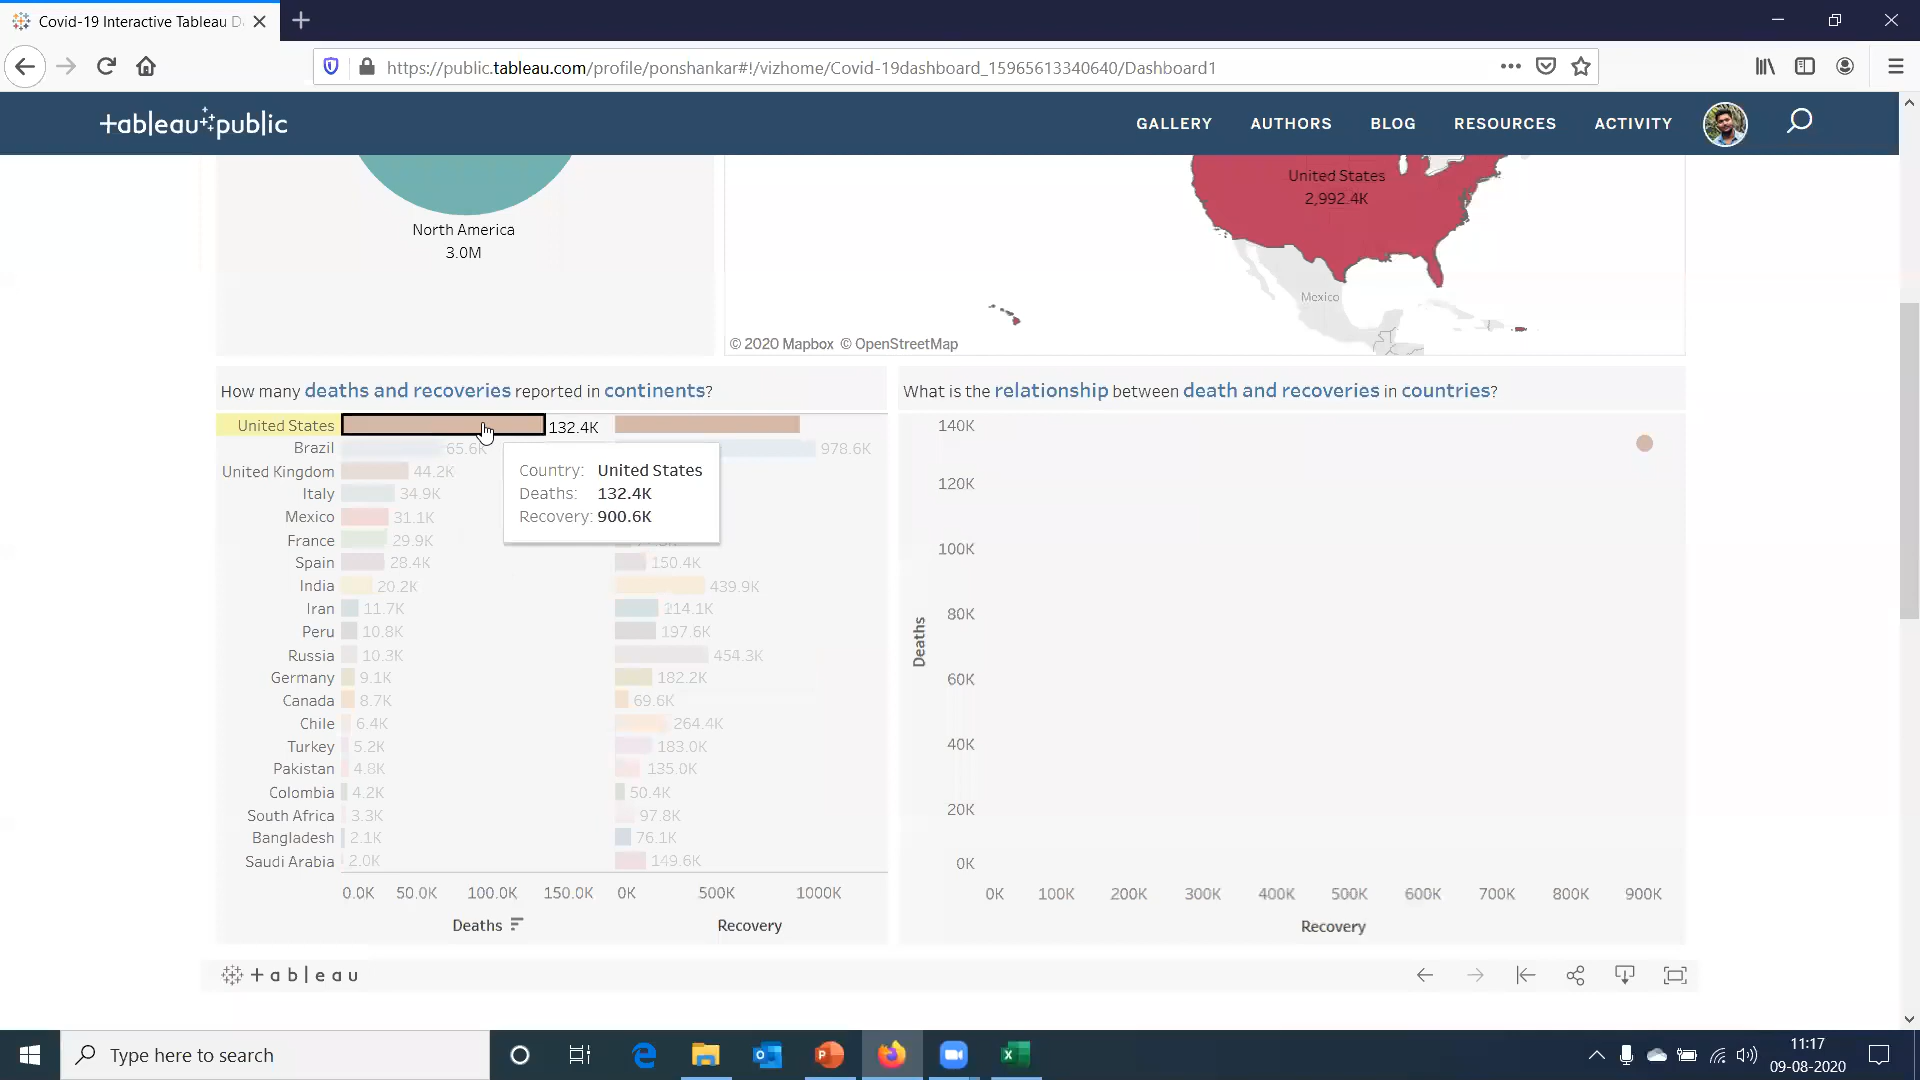 Covid-19 Interactive Tableau D
https://public.tableau.com/profile/ponshankar#!/vizhome/Covid-19dashboard_15965613340640/Dashboard1
+ableau public
GALLERY AUTHORS BLOG RESOURCES ACTIVITY
North America
3.0M
United States
2,992.4K
Mexico
© 2020 Mapbox © OpenStreetMap
How many deaths and recoveries reported in continents?
United States 132.4K
Brazil 65.6K 978.6K
United Kingdom 44.2K
Italy 34.9K
Mexico 31.1K
France 29.9K
Spain 28.4K 150.4K
India 20.2K 439.9K
Iran 11.7K 214.1K
Peru 10.8K 197.6K
Russia 10.3K 454.3K
Germany 9.1K 182.2K
Canada 8.7K 69.6K
Chile 6.4K 264.4K
Turkey 5.2K 183.0K
Pakistan 4.8K 135.0K
Colombia 4.2K 50.4K
South Africa 3.3K 97.8K
Bangladesh 2.1K 76.1K
Saudi Arabia 2.0K 149.6K
0.0K 50.0K 100.0K 150.0K 0K 500K 1000K
Deaths Recovery
Country: United States
Deaths: 132.4K
Recovery: 900.6K
What is the relationship between death and recoveries in countries?
140K
120K
100K
80K
60K
40K
20K
0K
Deaths
0K 100K 200K 300K 400K 500K 600K 700K 800K 900K
Recovery
+ableau
Type here to search
11:17
09-08-2020